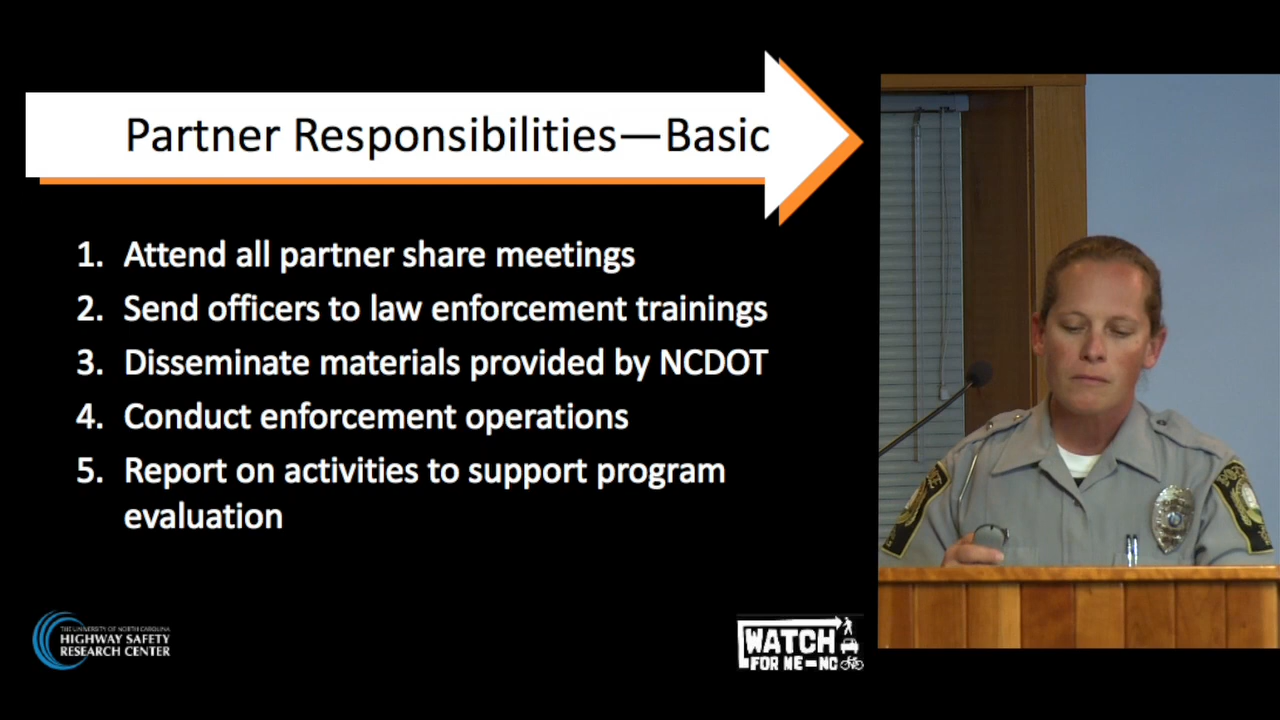 Partner Responsibilities—Basic
1. Attend all partner share meetings
2. Send officers to law enforcement trainings
3. Disseminate materials provided by NCDOT
4. Conduct enforcement operations
5. Report on activities to support program
evaluation
THE UNIVERSITY OF NORTH CAROLINA
HIGHWAY SAFETY
RESEARCH CENTER
WATCH
FOR ME–NC